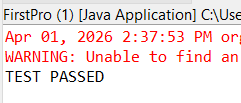 FirstPro (1) [Java Application] C:\Use
Apr 01, 2026 2:37:53 PM org
WARNING: Unable to find an
TEST PASSED